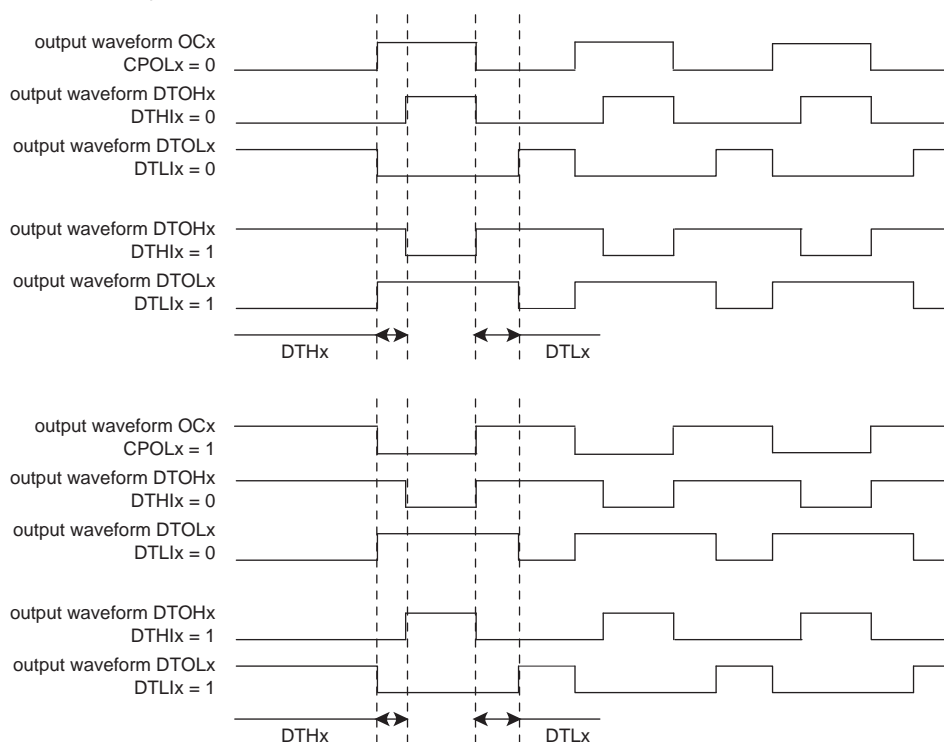 output waveform OCx
CPOLx = 0
output waveform DTOHx
DTHIx = 0
output waveform DTOLx
DTLIx = 0
output waveform DTOHx
DTHIx = 1
output waveform DTOLx
DTLIx = 1
DTHx
DTLx
output waveform OCx
CPOLx = 1
output waveform DTOHx
DTHIx = 0
output waveform DTOLx
DTLIx = 0
output waveform DTOHx
DTHIx = 1
output waveform DTOLx
DTLIx = 1
DTHx
DTLx